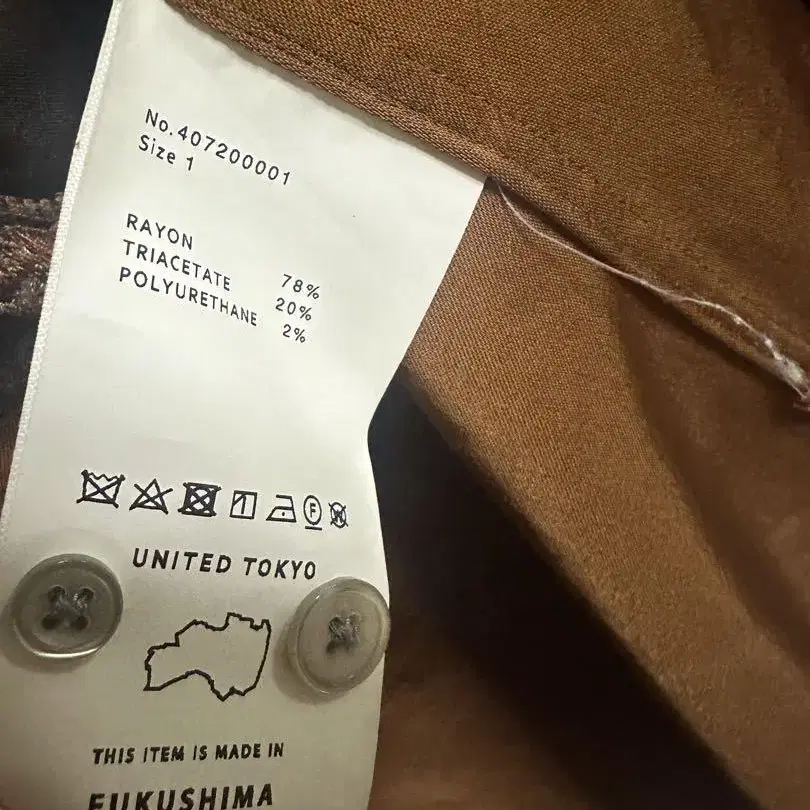 No.407200001
Size 1
RAYON 78%
TRIACETATE 20%
POLYURETHANE 2%
F W
UNITED TOKYO
THIS ITEM IS MADE IN
FUKUSHIMA